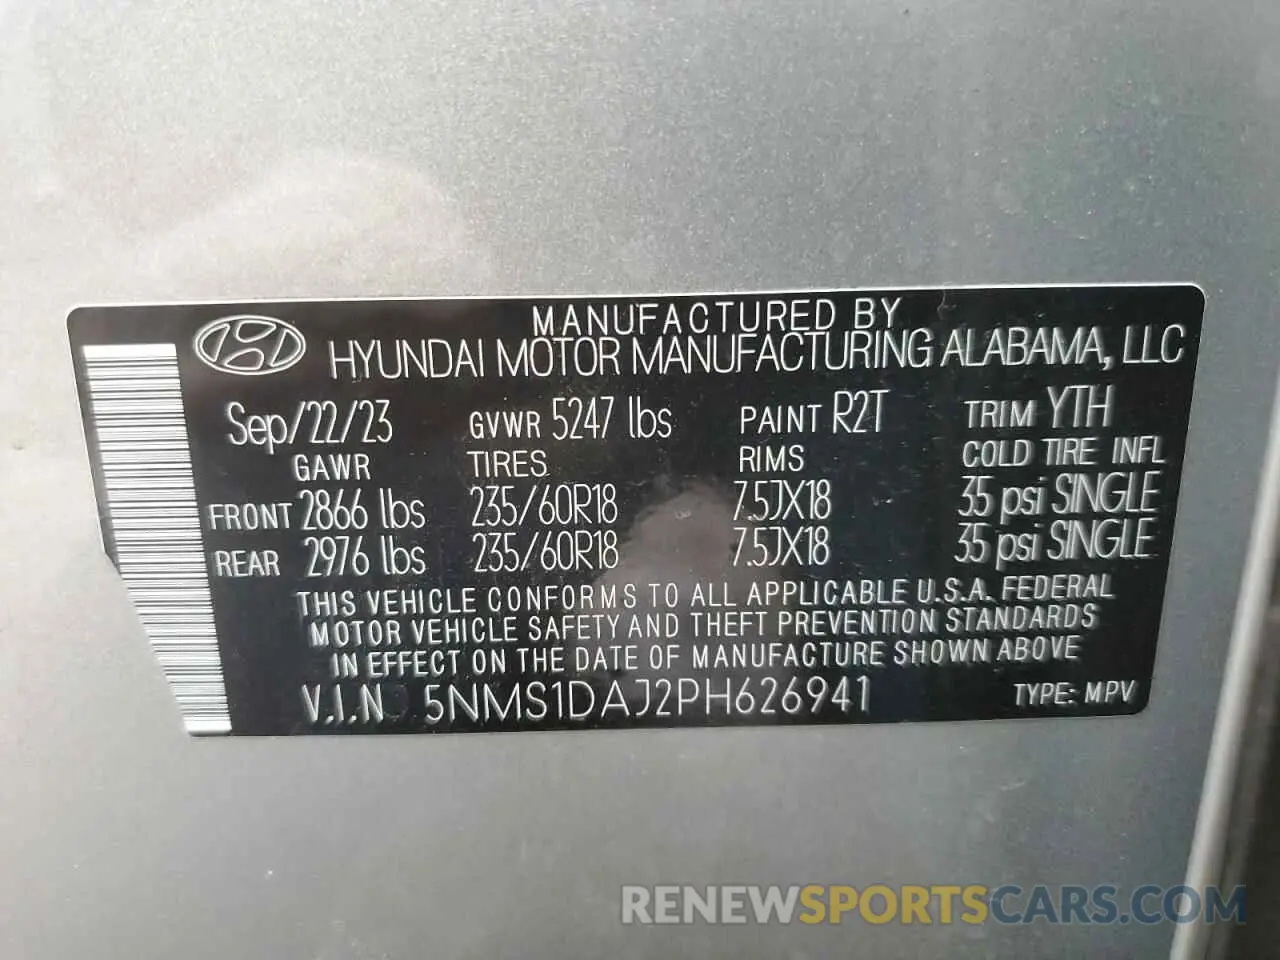 MANUFACTURED BY
HYUNDAI MOTOR MANUFACTURING ALABAMA, LLC
Sep/22/23 GVWR 5247 lbs PAINT R2T TRIM YTH
GAWR TIRES RIMS COLD TIRE INFL
FRONT 2866 lbs 235/60R18 7.5JX18 35 psi SINGLE
REAR 2976 lbs 235/60R18 7.5JX18 35 psi SINGLE
THIS VEHICLE CONFORMS TO ALL APPLICABLE U.S.A. FEDERAL
MOTOR VEHICLE SAFETY AND THEFT PREVENTION STANDARDS
IN EFFECT ON THE DATE OF MANUFACTURE SHOWN ABOVE
V.I.N 5NMS1DAJ2PH626941 TYPE: MPV
RENEWSPORTSCARS.COM